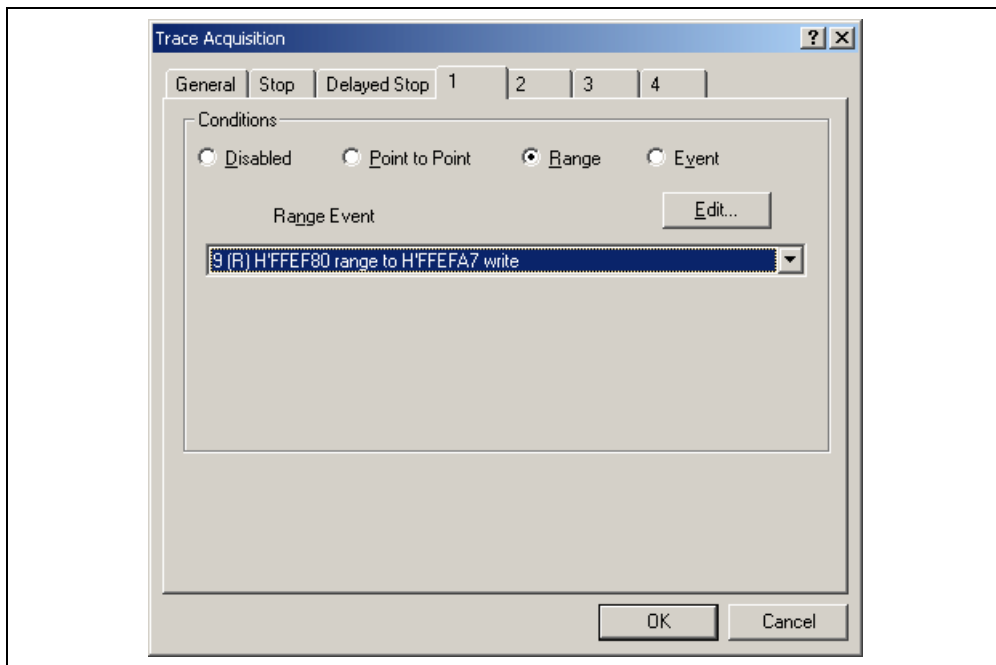 Trace Acquisition
General Stop Delayed Stop 1 2 3 4
Conditions
Disabled Point to Point Range Event
Range Event Edit...
9 (R) H'FFEF80 range to H'FFEFA7 write
OK Cancel